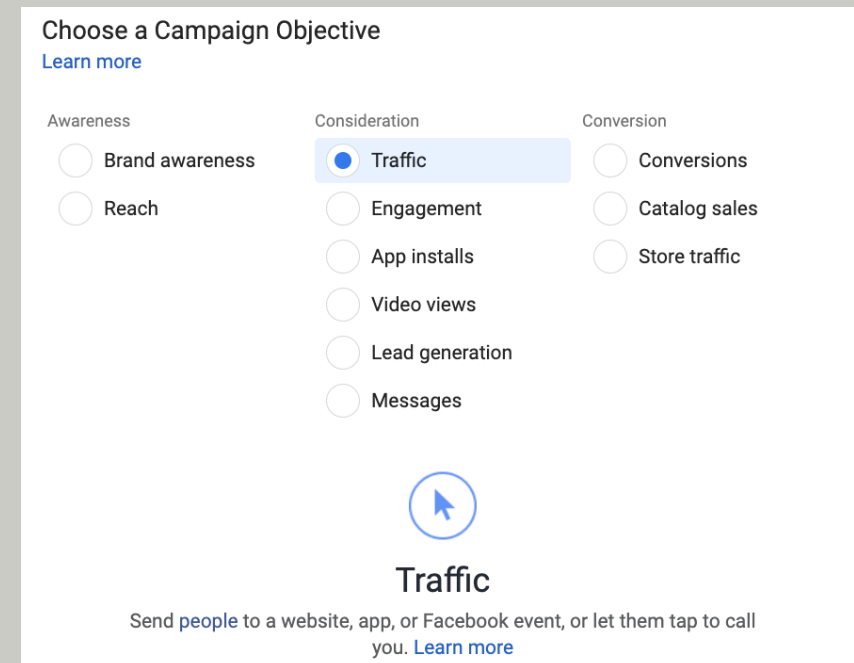 Choose a Campaign Objective
Learn more
Awareness
Brand awareness
Reach
Consideration
Traffic
Engagement
App installs
Video views
Lead generation
Messages
Conversion
Conversions
Catalog sales
Store traffic
Traffic
Send people to a website, app, or Facebook event, or let them tap to call
you. Learn more